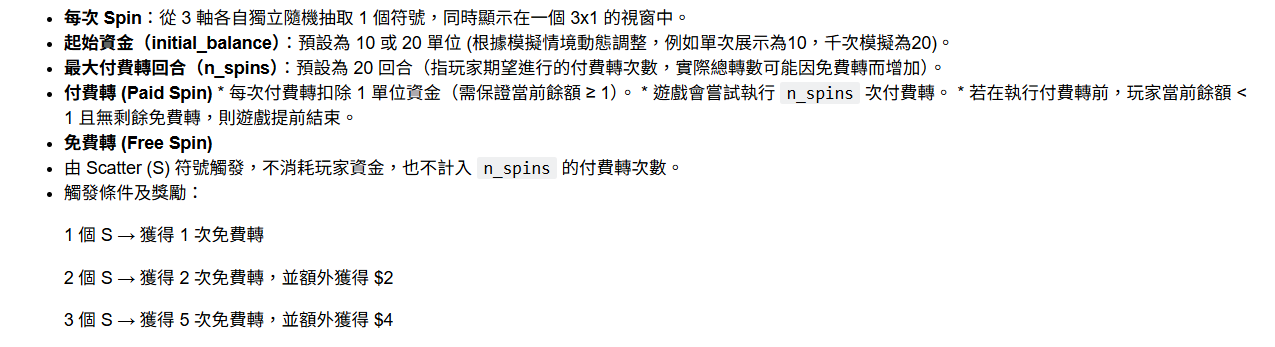 每次 Spin：從 3 軸各自獨立隨機抽取 1 個符號，同時顯示在一個 3x1 的視窗中。
起始資金（initial_balance）：預設為 10 或 20 單位 (根據模擬情境動態調整，例如單次展示為10，千次模擬為20)。
最大付費轉回合（n_spins）：預設為 20 回合（指玩家期望進行的付費轉次數，實際總轉數可能因免費轉而增加）。
付費轉 (Paid Spin) * 每次付費轉扣除 1 單位資金（需保證當前餘額 ≥ 1）。 * 遊戲會嘗試執行 n_spins 次付費轉。 * 若在執行付費轉前，玩家當前餘額 <
1 且無剩餘免費轉，則遊戲提前結束。
免費轉 (Free Spin)
由 Scatter (S) 符號觸發，不消耗玩家資金，也不計入 n_spins 的付費轉次數。
觸發條件及獎勵：
1 個 S → 獲得 1 次免費轉
2 個 S → 獲得 2 次免費轉，並額外獲得 $2
3 個 S → 獲得 5 次免費轉，並額外獲得 $4